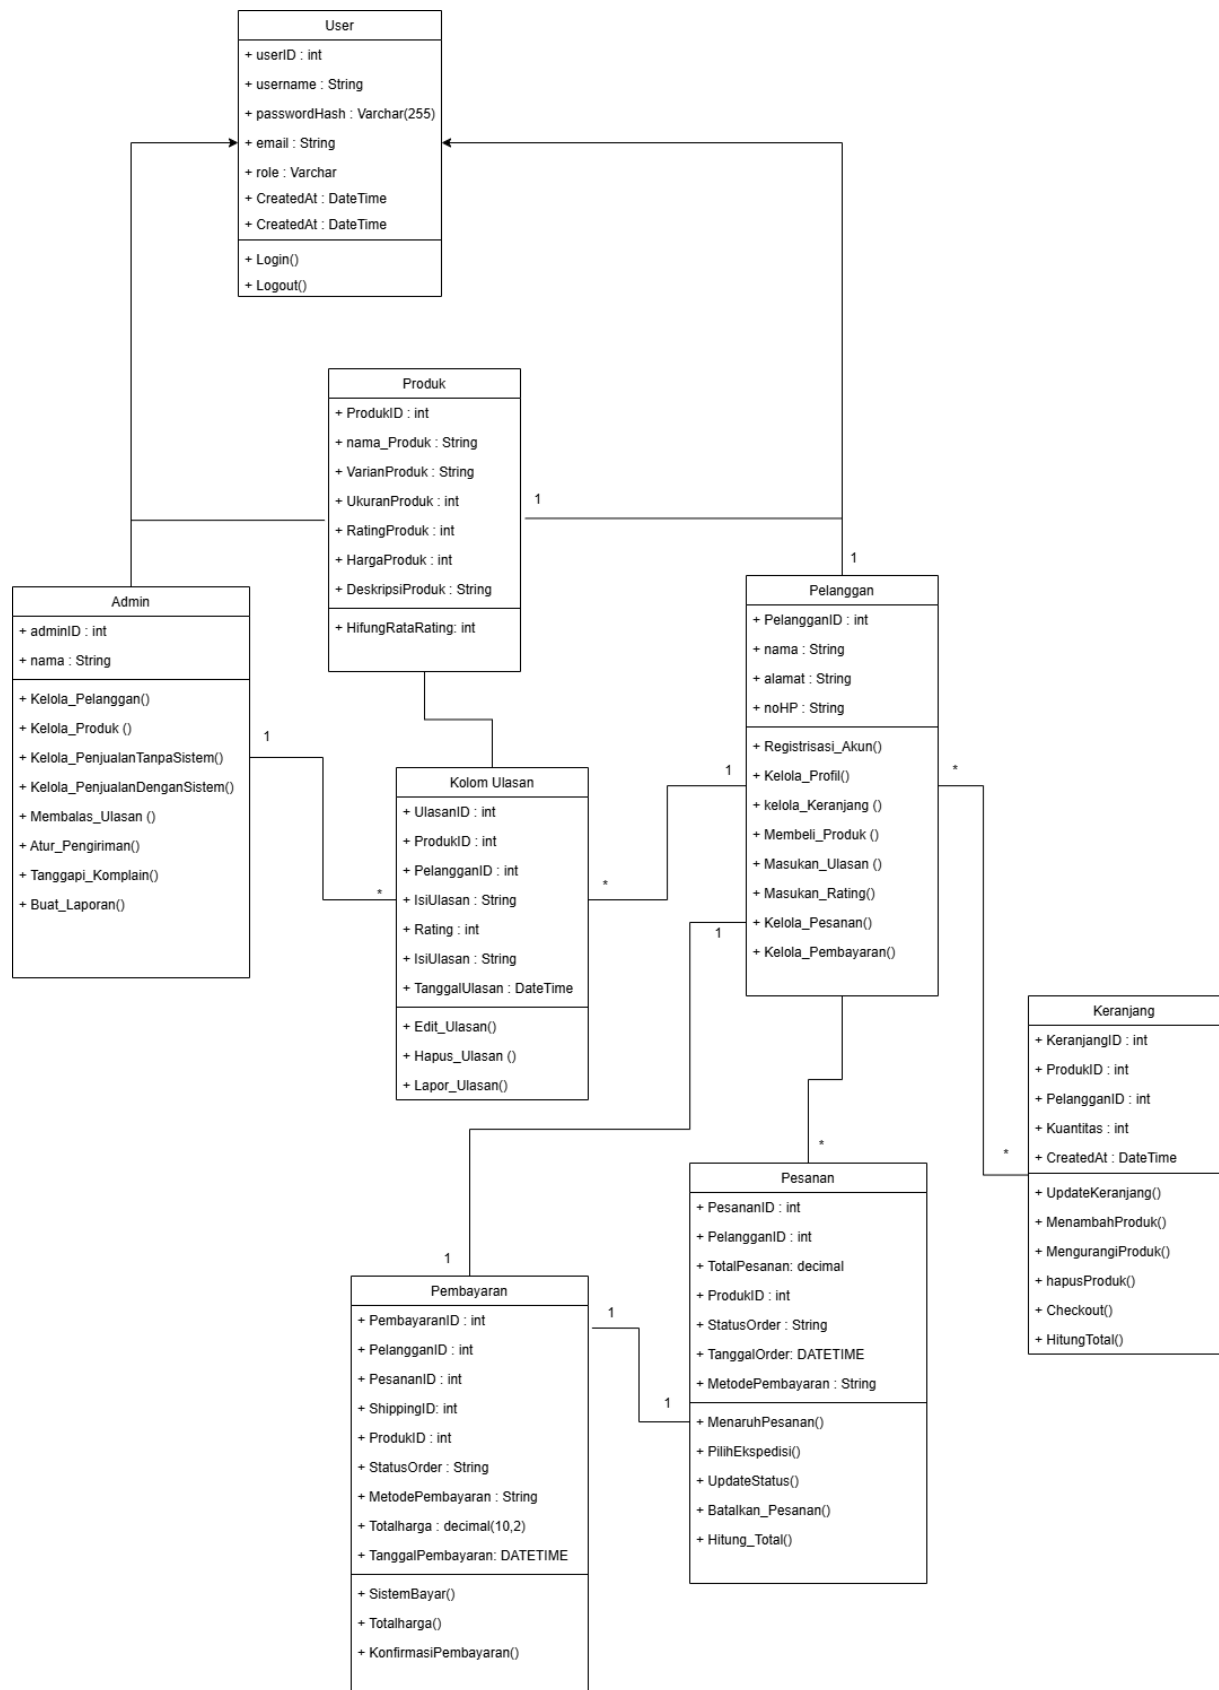 User
+ userID : int
+ username : String
+ passwordHash : Varchar(255)
+ email : String
+ role : Varchar
+ CreatedAt : DateTime
+ CreatedAt : DateTime
+ Login()
+ Logout()
Produk
+ ProdukID : int
+ nama_Produk : String
+ VarianProduk : String
+ UkuranProduk : int
+ RatingProduk : int
+ HargaProduk : int
+ DeskripsiProduk : String
+ HifungRataRating: int
1
1
Admin
+ adminID : int
+ nama : String
+ Kelola_Pelanggan()
+ Kelola_Produk ()
+ Kelola_PenjualanTanpaSistem()
+ Kelola_PenjualanDenganSistem()
+ Membalas_Ulasan ()
+ Atur_Pengiriman()
+ Tanggapi_Komplain()
+ Buat_Laporan()
1
*
Kolom Ulasan
+ UlasanID : int
+ ProdukID : int
+ PelangganID : int
+ IsiUlasan : String
+ Rating : int
+ IsiUlasan : String
+ TanggalUlasan : DateTime
+ Edit_Ulasan()
+ Hapus_Ulasan ()
+ Lapor_Ulasan()
*
1
1
Pelanggan
+ PelangganID : int
+ nama : String
+ alamat : String
+ noHP : String
+ Registrisasi_Akun()
+ Kelola_Profil()
+ kelola_Keranjang ()
+ Membeli_Produk ()
+ Masukan_Ulasan ()
+ Masukan_Rating()
+ Kelola_Pesanan()
+ Kelola_Pembayaran()
*
*
Keranjang
+ KeranjangID : int
+ ProdukID : int
+ PelangganID : int
+ Kuantitas : int
+ CreatedAt : DateTime
+ UpdateKeranjang()
+ MenambahProduk()
+ MengurangiProduk()
+ hapusProduk()
+ Checkout()
+ HitungTotal()
*
Pesanan
+ PesananID : int
+ PelangganID : int
+ TotalPesanan: decimal
+ ProdukID : int
+ StatusOrder : String
+ TanggalOrder: DATETIME
+ MetodePembayaran : String
+ MenaruhPesanan()
+ PilihEkspedisi()
+ UpdateStatus()
+ Batalkan_Pesanan()
+ Hitung_Total()
1
1
1
Pembayaran
+ PembayaranID : int
+ PelangganID : int
+ PesananID : int
+ ShippingID: int
+ ProdukID : int
+ StatusOrder : String
+ MetodePembayaran : String
+ Totalharga : decimal(10,2)
+ TanggalPembayaran: DATETIME
+ SistemBayar()
+ Totalharga()
+ KonfirmasiPembayaran()